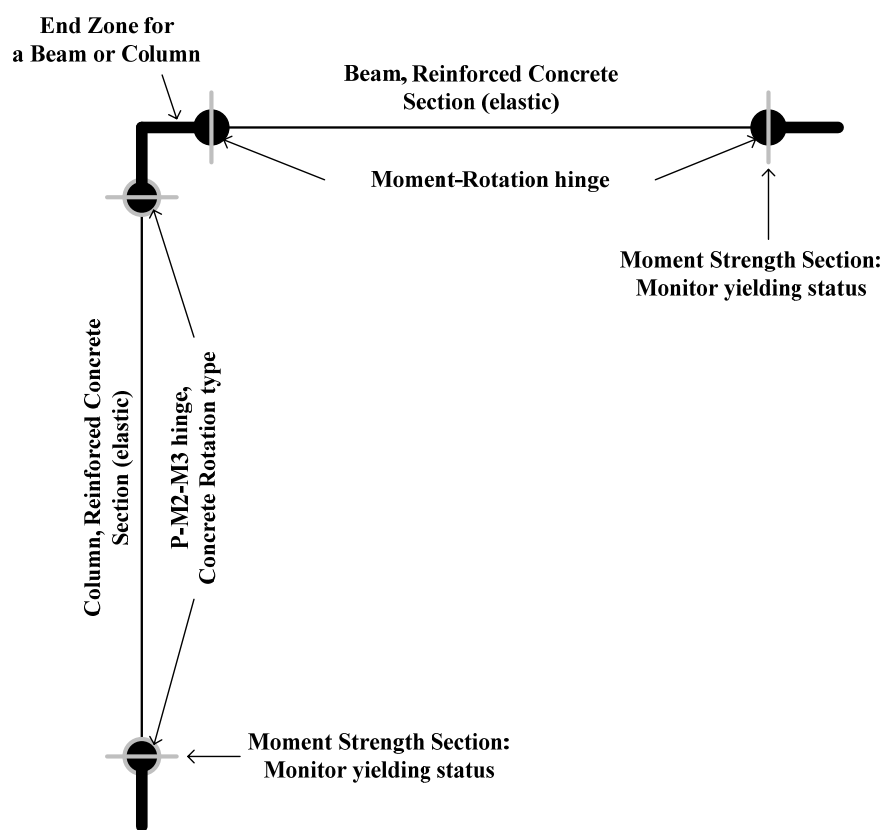 End Zone for
a Beam or Column
Beam, Reinforced Concrete
Section (elastic)
Moment-Rotation hinge
Moment Strength Section:
Monitor yielding status
Column, Reinforced Concrete
Section (elastic)
P-M2-M3 hinge,
Concrete Rotation type
Moment Strength Section:
Monitor yielding status